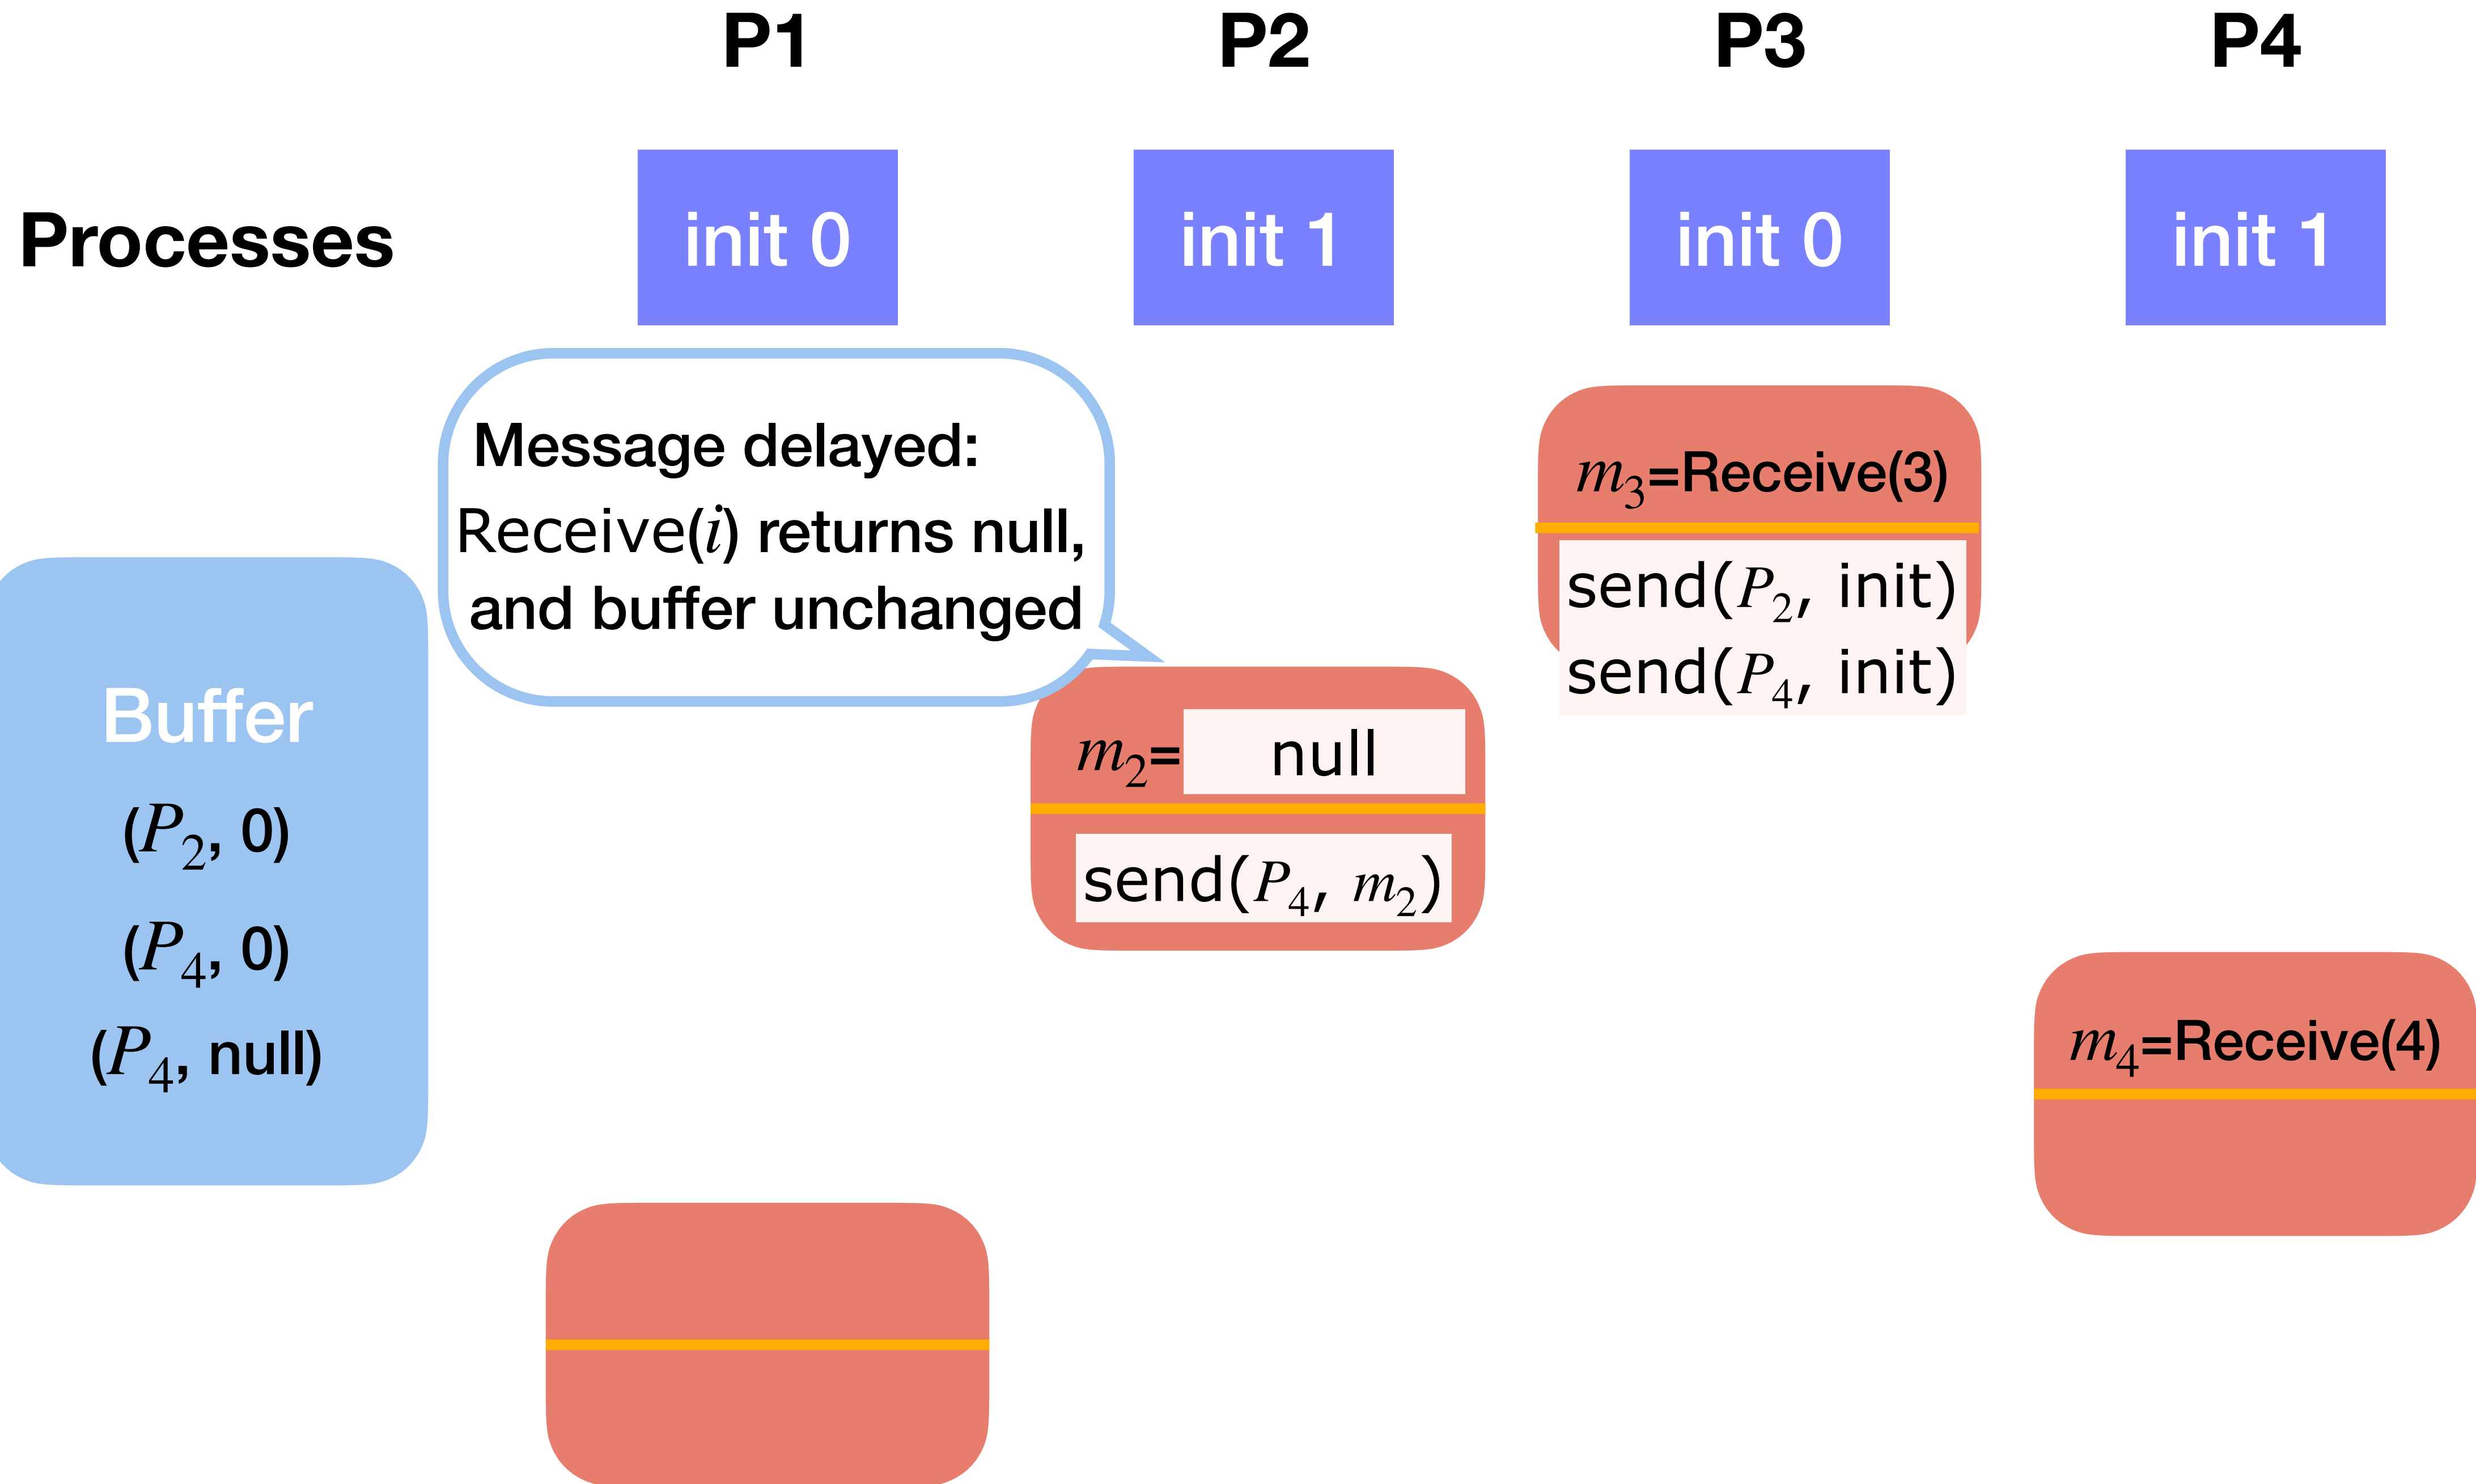 P1
P2
P3
P4
Processes
init 0
init 1
init 0
init 1
Message delayed:
Receive(i) returns null,
and buffer unchanged
m₃=Receive(3)
send(P₂, init)
send(P₄, init)
Buffer
(P₂, 0)
(P₄, 0)
(P₄, null)
m₂= null
send(P₄, m₂)
m₄=Receive(4)